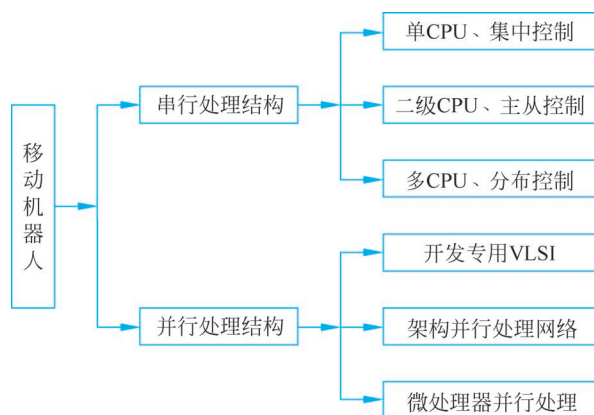 移动机器人
串行处理结构
单CPU、集中控制
二级CPU、主从控制
多CPU、分布控制
并行处理结构
开发专用VLSI
架构并行处理网络
微处理器并行处理